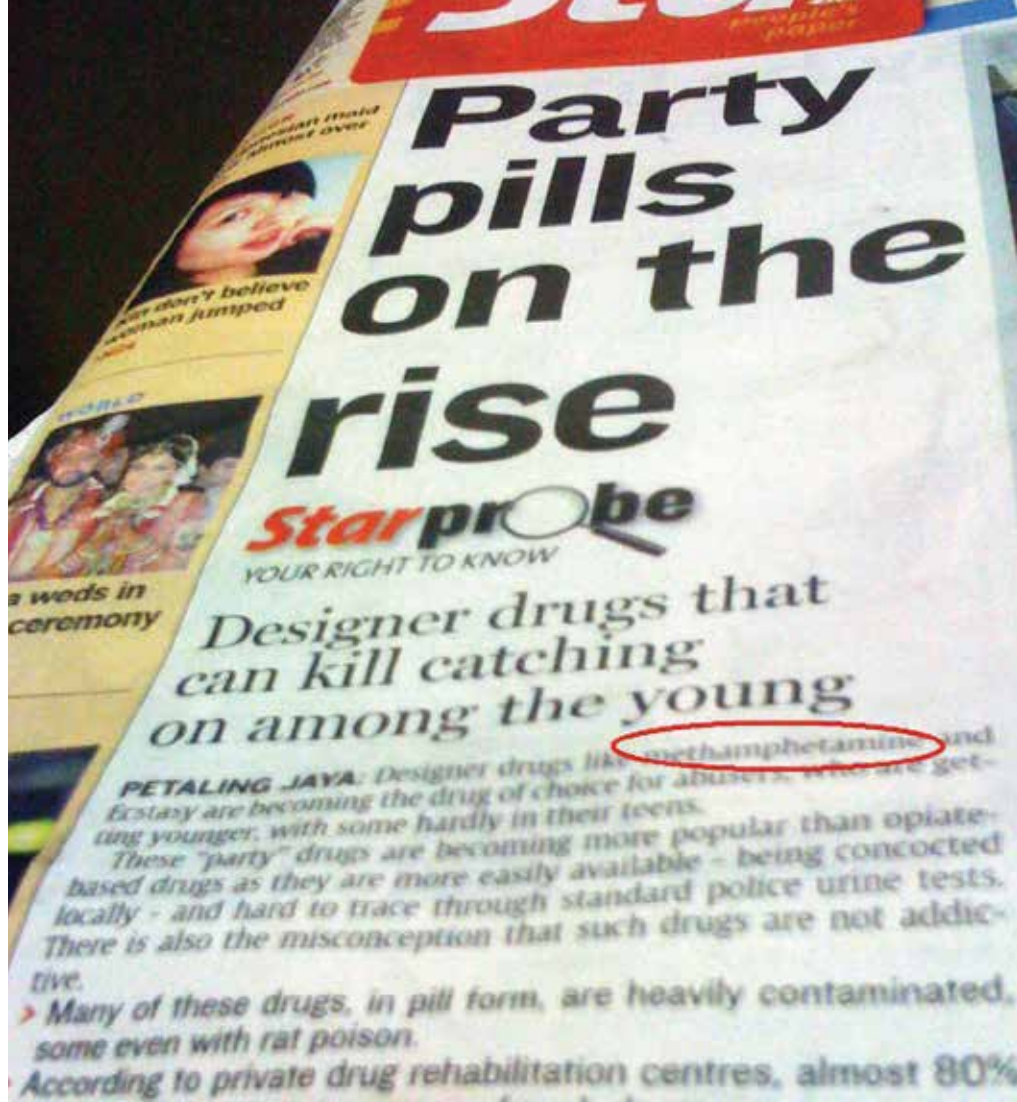 Star
people's
paper
Party
pills
on the
rise
Starprobe
YOUR RIGHT TO KNOW
Designer drugs that
can kill catching
on among the young
PETALING JAYA: Designer drugs like methamphetamine and
Ecstasy are becoming the drug of choice for abusers, who are get-
ting younger, with some hardly in their teens.
These "party" drugs are becoming more popular than opiate-
based drugs as they are more easily available - being concocted
locally - and hard to trace through standard police urine tests.
There is also the misconception that such drugs are not addic-
tive.
> Many of these drugs, in pill form, are heavily contaminated,
some even with rat poison.
According to private drug rehabilitation centres, almost 80%
maid
almost over
don't believe
woman jumped
WORLD
weds in
ceremony